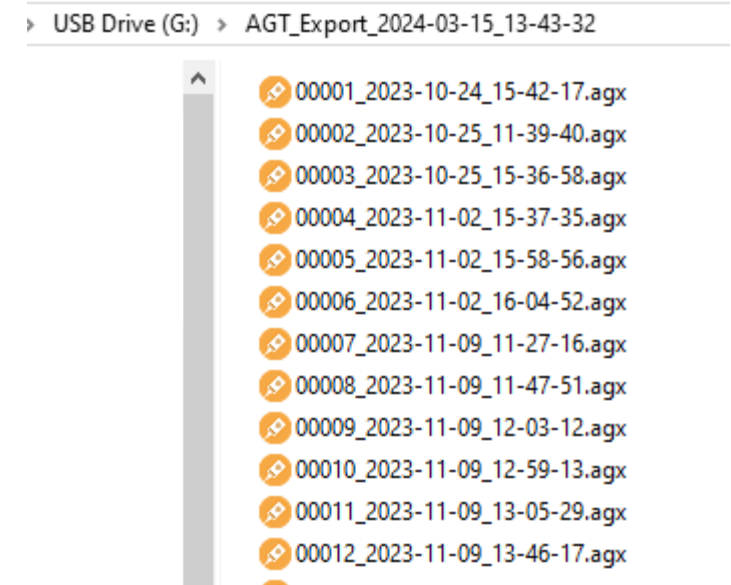 USB Drive (G:) > AGT_Export_2024-03-15_13-43-32
00001_2023-10-24_15-42-17.agx
00002_2023-10-25_11-39-40.agx
00003_2023-10-25_15-36-58.agx
00004_2023-11-02_15-37-35.agx
00005_2023-11-02_15-58-56.agx
00006_2023-11-02_16-04-52.agx
00007_2023-11-09_11-27-16.agx
00008_2023-11-09_11-47-51.agx
00009_2023-11-09_12-03-12.agx
00010_2023-11-09_12-59-13.agx
00011_2023-11-09_13-05-29.agx
00012_2023-11-09_13-46-17.agx